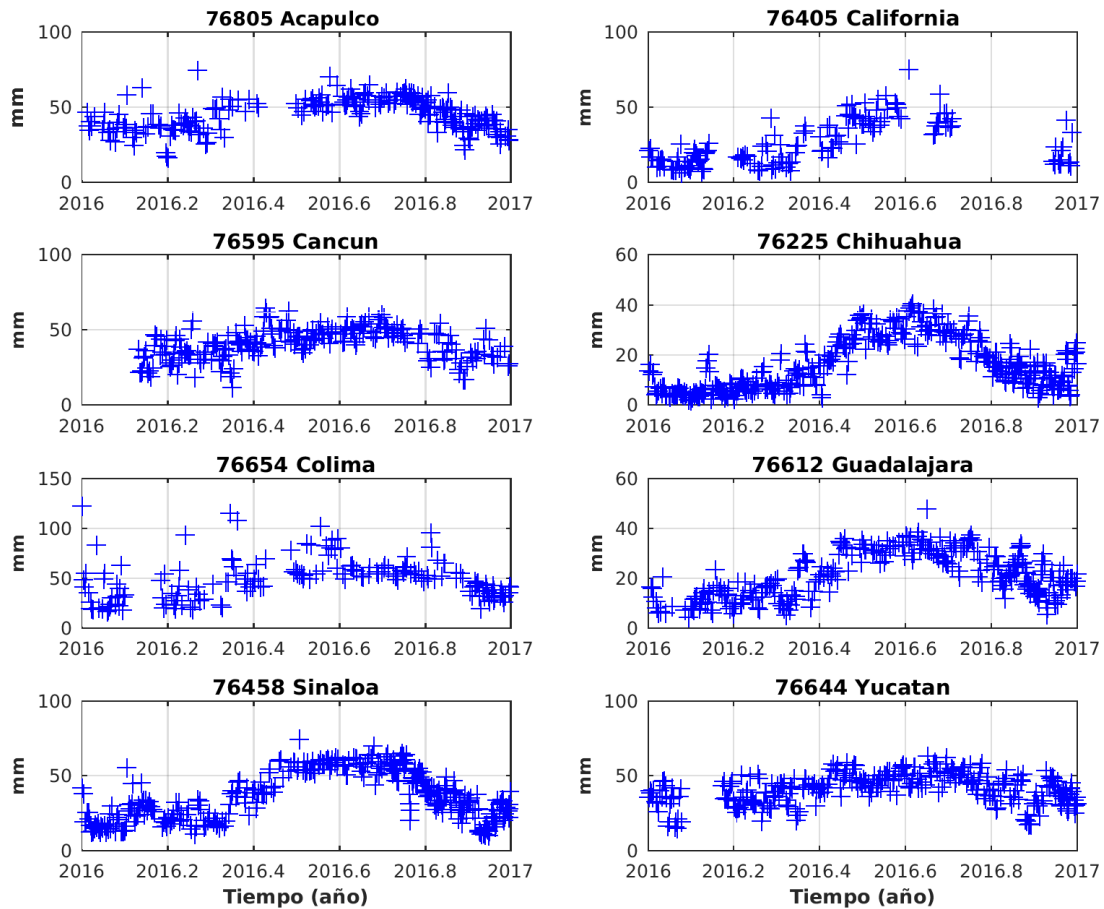 76805 Acapulco
100
50
0
mm
2016 2016.2 2016.4 2016.6 2016.8 2017
76405 California
100
50
0
mm
2016 2016.2 2016.4 2016.6 2016.8 2017
76595 Cancun
100
50
0
mm
2016 2016.2 2016.4 2016.6 2016.8 2017
76225 Chihuahua
60
40
20
0
mm
2016 2016.2 2016.4 2016.6 2016.8 2017
76654 Colima
150
100
50
0
mm
2016 2016.2 2016.4 2016.6 2016.8 2017
76612 Guadalajara
60
40
20
0
mm
2016 2016.2 2016.4 2016.6 2016.8 2017
76458 Sinaloa
100
50
0
mm
2016 2016.2 2016.4 2016.6 2016.8 2017
Tiempo (año)
76644 Yucatan
100
50
0
mm
2016 2016.2 2016.4 2016.6 2016.8 2017
Tiempo (año)